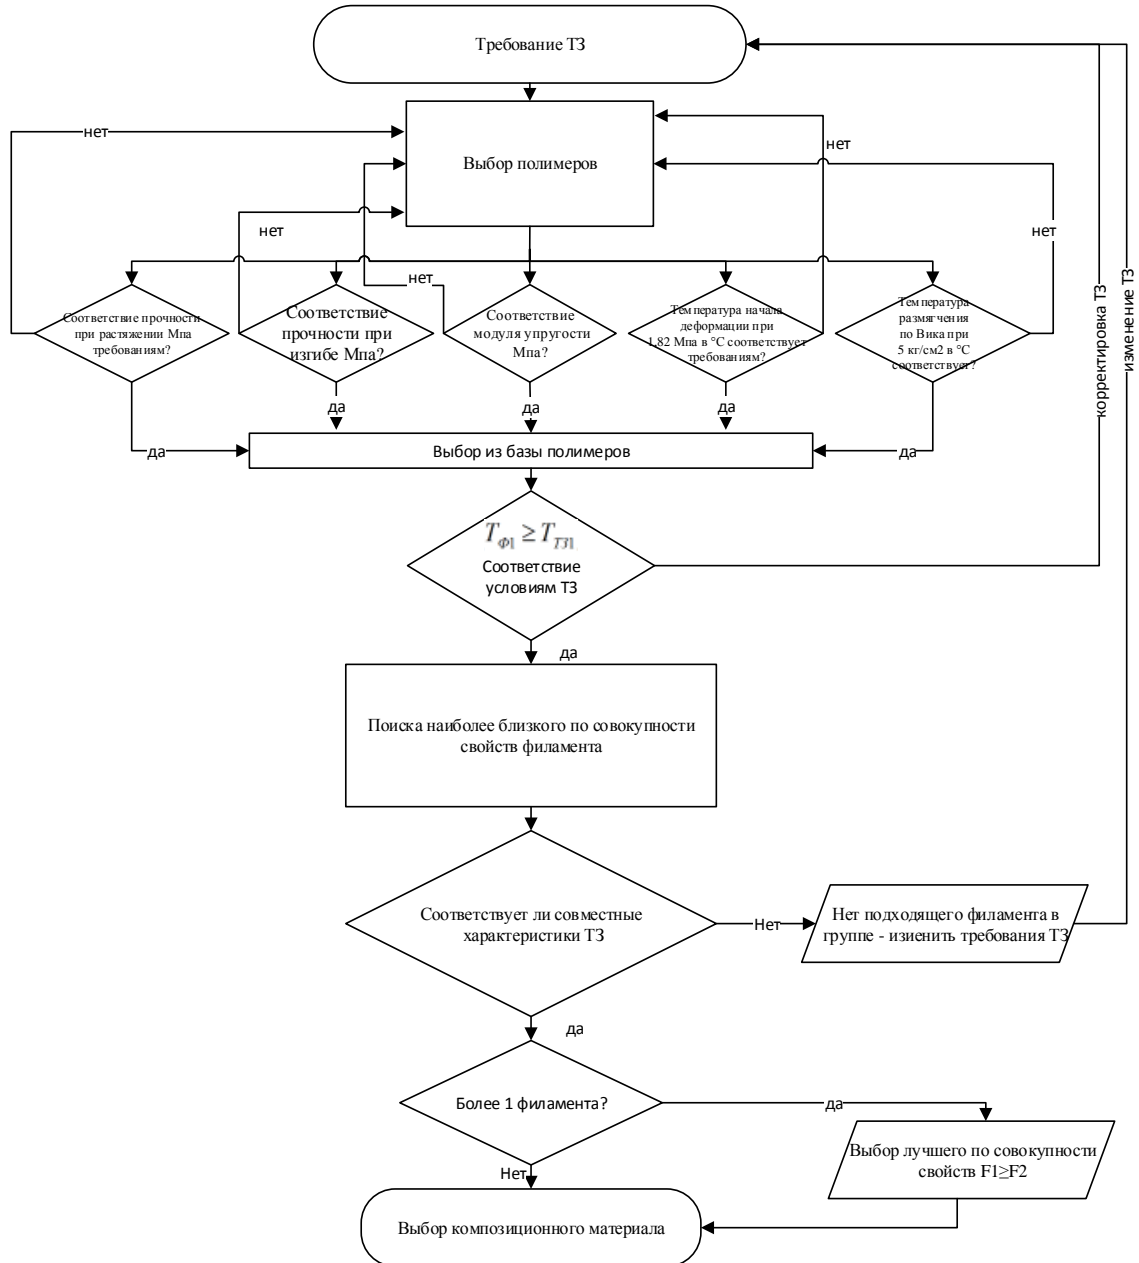 Требование ТЗ
нет
Выбор полимеров
нет
нет
нет
нет
нет
Соответствие прочности
при растяжении Мпа
требованиям?
Соответствие
прочности при
изгибе Мпа?
Соответствие
модуля упругости
Мпа?
Температура начала
деформации при
1,82 Мпа в °С соответствует
требованиям?
Температура
размягчения
по Вика при
5 кг/см2 в °С
соответствует?
корректировка ТЗ
изменение ТЗ
да
да
да
да
да
Выбор из базы полимеров
T_Ф1 ≥ T_ТЗ1
Соответствие
условиям ТЗ
да
Поиска наиболее близкого по совокупности
свойств филамента
Соответствует ли совместные
характеристики ТЗ
Нет
Нет подходящего филамента в
группе - изиенить требования ТЗ
да
Более 1 филамента?
да
Выбор лучшего по совокупности
свойств F1≥F2
Нет
Выбор композиционного материала